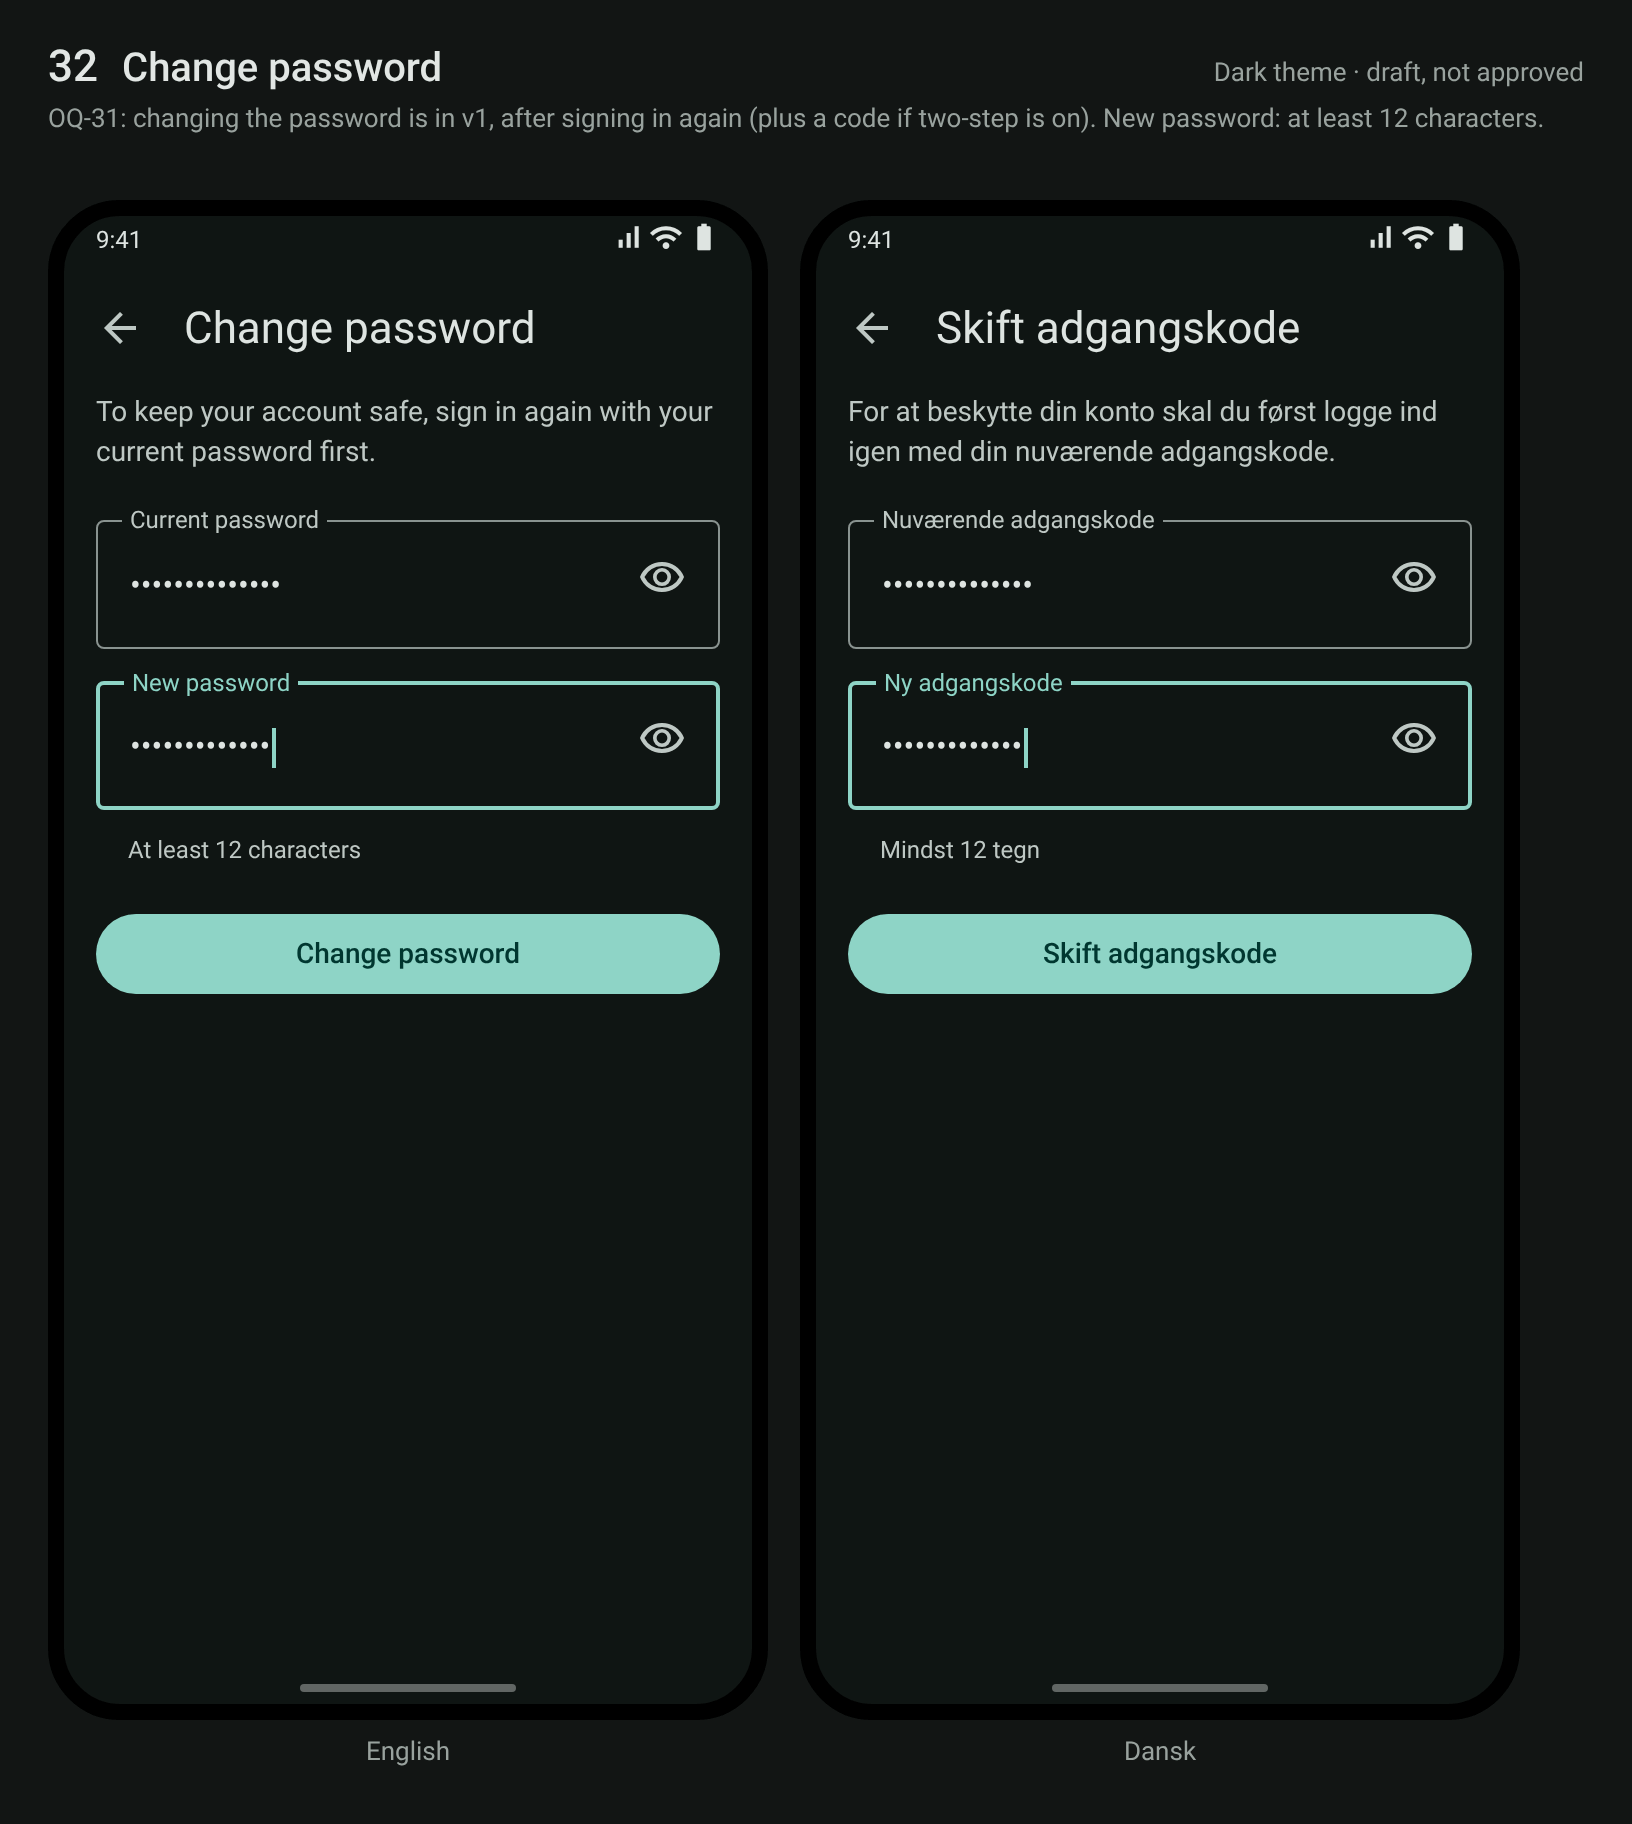 32 Change password
Dark theme · draft, not approved
OQ-31: changing the password is in v1, after signing in again (plus a code if two-step is on). New password: at least 12 characters.
9:41
Change password
To keep your account safe, sign in again with your
current password first.
Current password
••••••••••••••
New password
•••••••••••••
At least 12 characters
Change password
English
9:41
Skift adgangskode
For at beskytte din konto skal du først logge ind
igen med din nuværende adgangskode.
Nuværende adgangskode
••••••••••••••
Ny adgangskode
•••••••••••••
Mindst 12 tegn
Skift adgangskode
Dansk